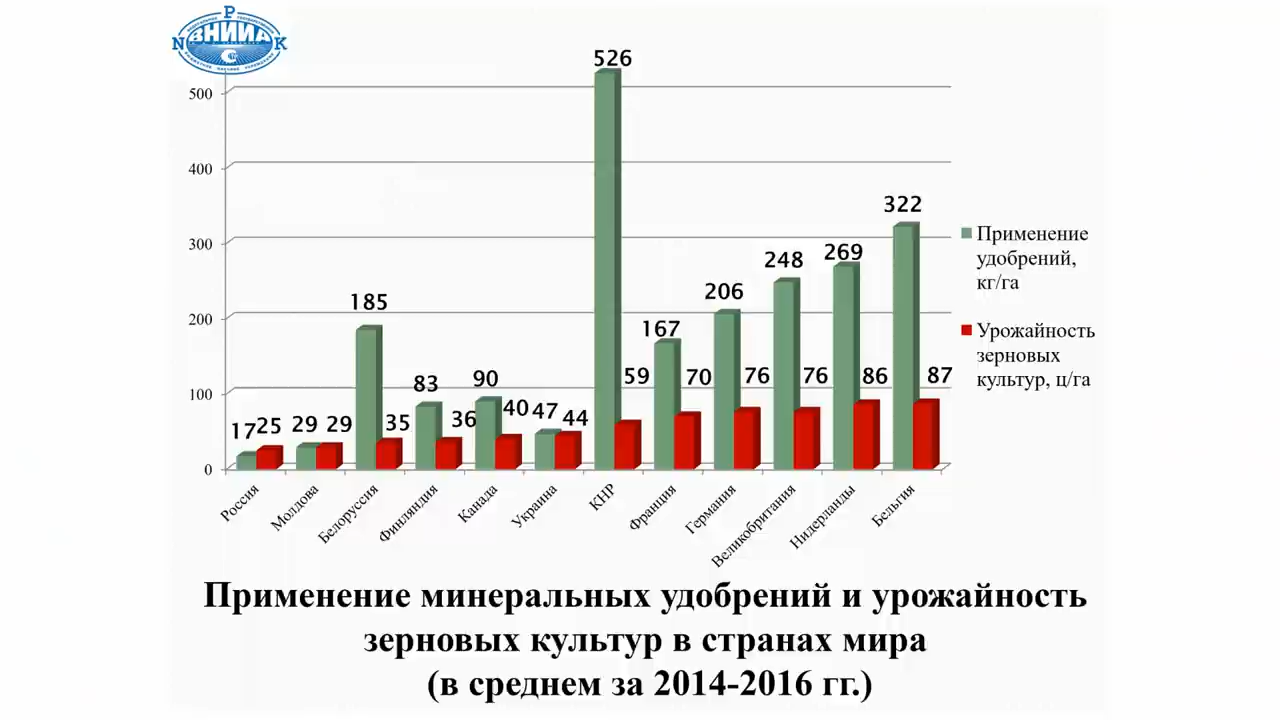 P
N ВНИИА K
526
500
400
300
200
100
0
322
269
248
206
185
167
90
83
59
70
76
76
86
87
17 25 29 29
35
36
40 47 44
Применение
удобрений,
кг/га
Урожайность
зерновых
культур, ц/га
Россия
Молдова
Белоруссия
Финляндия
Канада
Украина
КНР
Франция
Германия
Великобритания
Нидерланды
Бельгия
Применение минеральных удобрений и урожайность
зерновых культур в странах мира
(в среднем за 2014-2016 гг.)